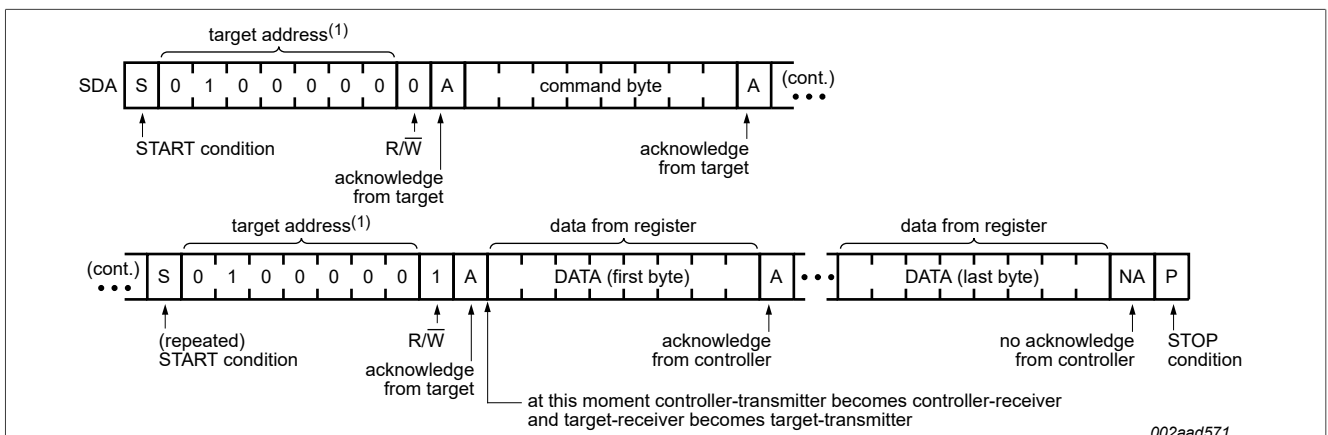 target address(1)
SDA S 0 1 0 0 0 0 0 0 A command byte A (cont.)
START condition R/W acknowledge from target acknowledge from target
target address(1) data from register data from register
(cont.) S 0 1 0 0 0 0 0 1 A DATA (first byte) A DATA (last byte) NA P
(repeated) START condition R/W acknowledge from target acknowledge from controller no acknowledge from controller STOP condition
at this moment controller-transmitter becomes controller-receiver
and target-receiver becomes target-transmitter
002aad571